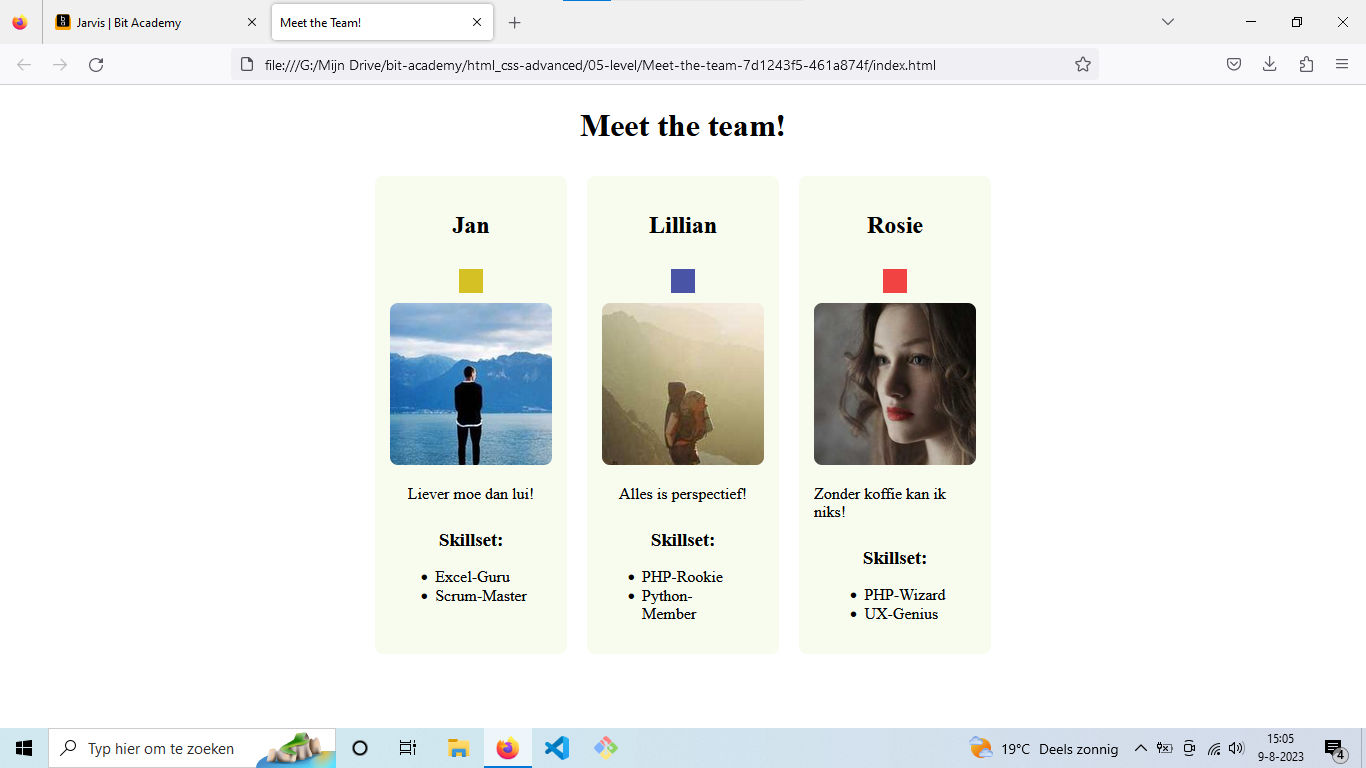 Jarvis | Bit Academy
Meet the Team!
file:///G:/Mijn Drive/bit-academy/html_css-advanced/05-level/Meet-the-team-7d1243f5-461a874f/index.html
Meet the team!
Jan
Liever moe dan lui!
Skillset:
Excel-Guru
Scrum-Master
Lillian
Alles is perspectief!
Skillset:
PHP-Rookie
Python-
Member
Rosie
Zonder koffie kan ik
niks!
Skillset:
PHP-Wizard
UX-Genius
Typ hier om te zoeken
19°C Deels zonnig
15:05
9-8-2023
4